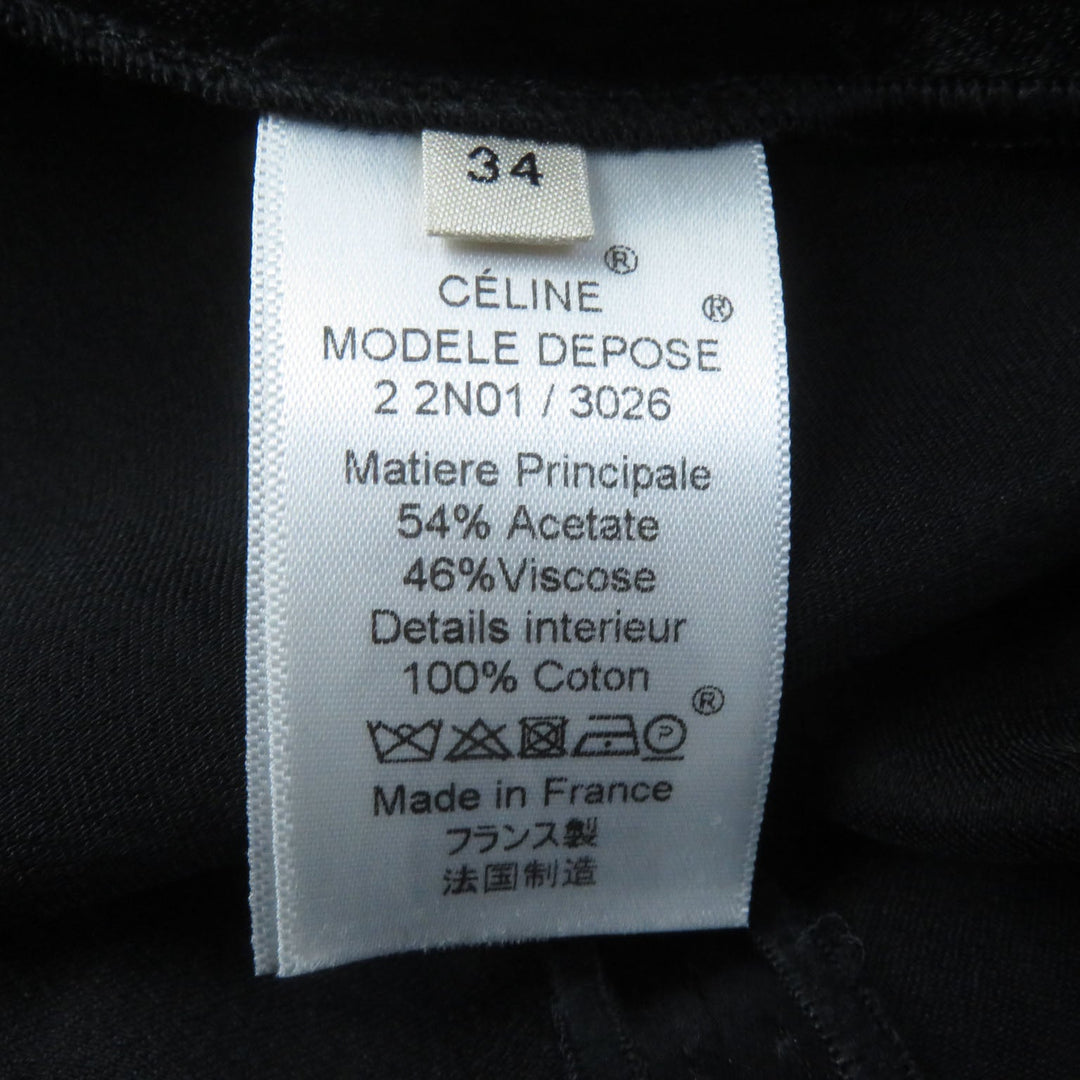 34
CÉLINE®
MODELE DEPOSE®
2 2N01 / 3026
Matiere Principale
54% Acetate
46%Viscose
Details interieur
100% Coton
®
P
Made in France
フランス製
法国制造